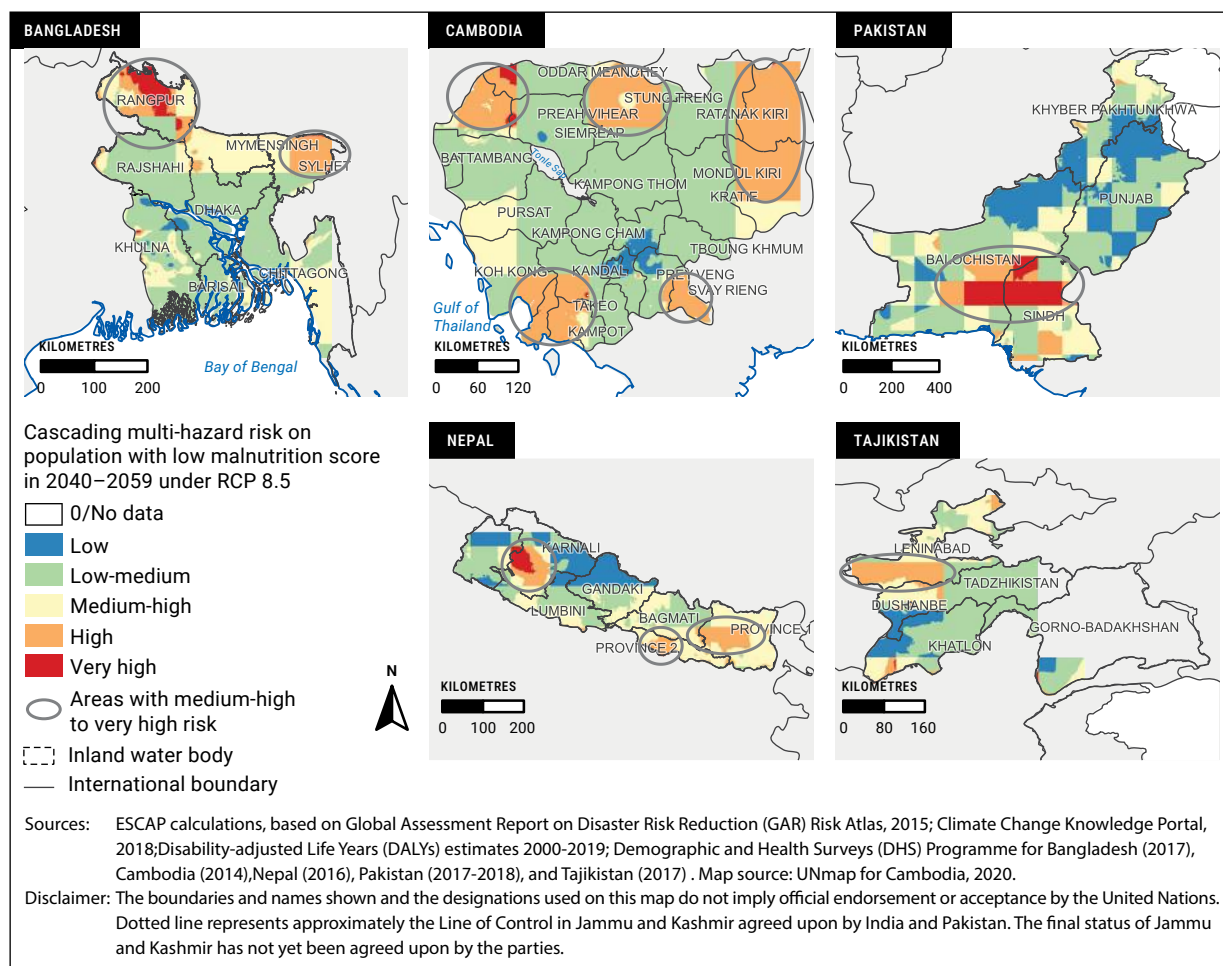 BANGLADESH
RANGPUR
MYMENSINGH
SYLHET
RAJSHAHI
DHAKA
KHULNA
CHITTAGONG
BARISAL
KILOMETRES
0 100 200
Bay of Bengal
CAMBODIA
ODDAR MEANCHEY
STUNG TRENG
PREAH VIHEAR
RATANAK KIRI
SIEMREAP
BATTAMBANG
Tonle Sap
MONDUL KIRI
KAMPONG THOM
KRATIE
PURSAT
KAMPONG CHAM
TBOUNG KHMUM
KOH KONG
KANDAL
PREY VENG
SVAY RIENG
TAKEO
Gulf of
Thailand
KAMPOT
KILOMETRES
0 60 120
PAKISTAN
KHYBER PAKHTUNKHWA
PUNJAB
BALOCHISTAN
SINDH
KILOMETRES
0 200 400
Cascading multi-hazard risk on
population with low malnutrition score
in 2040–2059 under RCP 8.5
0/No data
Low
Low-medium
Medium-high
High
Very high
Areas with medium-high
to very high risk
Inland water body
International boundary
N
NEPAL
KARNALI
GANDAKI
LUMBINI
BAGMATI
PROVINCE 1
PROVINCE 2
KILOMETRES
0 100 200
TAJIKISTAN
LENINABAD
TADZHIKISTAN
DUSHANBE
GORNO-BADAKHSHAN
KHATLON
KILOMETRES
0 80 160
Sources: ESCAP calculations, based on Global Assessment Report on Disaster Risk Reduction (GAR) Risk Atlas, 2015; Climate Change Knowledge Portal,
2018;Disability-adjusted Life Years (DALYs) estimates 2000-2019; Demographic and Health Surveys (DHS) Programme for Bangladesh (2017),
Cambodia (2014),Nepal (2016), Pakistan (2017-2018), and Tajikistan (2017) . Map source: UNmap for Cambodia, 2020.
Disclaimer: The boundaries and names shown and the designations used on this map do not imply official endorsement or acceptance by the United Nations.
Dotted line represents approximately the Line of Control in Jammu and Kashmir agreed upon by India and Pakistan. The final status of Jammu
and Kashmir has not yet been agreed upon by the parties.